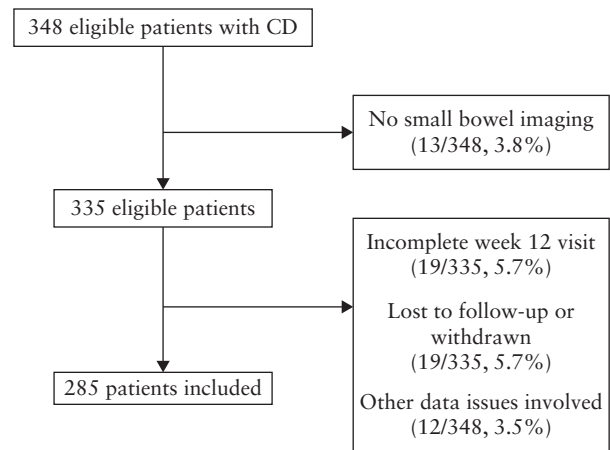 348 eligible patients with CD
No small bowel imaging
(13/348, 3.8%)
335 eligible patients
Incomplete week 12 visit
(19/335, 5.7%)
Lost to follow-up or
withdrawn
(19/335, 5.7%)
285 patients included
Other data issues involved
(12/348, 3.5%)